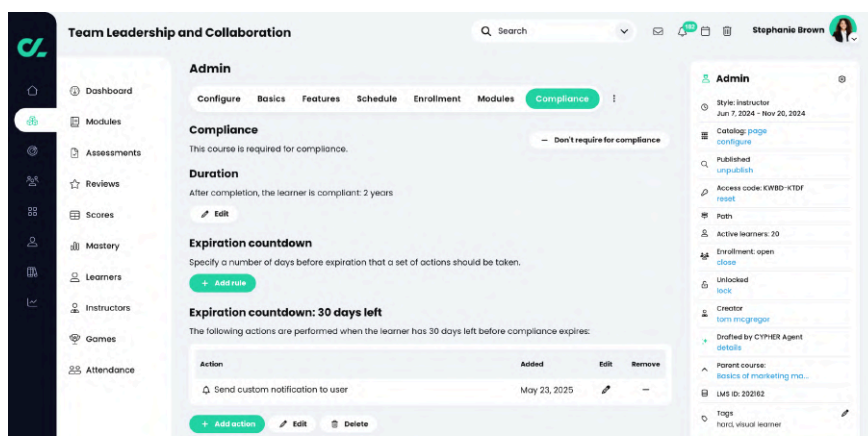 Team Leadership and Collaboration
Search
192
Stephanie Brown
Dashboard
Modules
Assessments
Reviews
Scores
Mastery
Learners
Instructors
Games
Attendance
Admin
Configure Basics Features Schedule Enrollment Modules Compliance
Compliance
Don't require for compliance
This course is required for compliance.
Duration
After completion, the learner is compliant: 2 years
Edit
Expiration countdown
Specify a number of days before expiration that a set of actions should be taken.
+ Add rule
Expiration countdown: 30 days left
The following actions are performed when the learner has 30 days left before compliance expires:
Action Added Edit Remove
Send custom notification to user May 23, 2025
+ Add action Edit Delete
Admin
Style: instructor
Jun 7, 2024 - Nov 20, 2024
Catalog: page
configure
Published
unpublish
Access code: KWBD-KTDF
reset
Path
Active learners: 20
Enrollment: open
close
Unlocked
lock
Creator
tom mcgregor
Drafted by CYPHER Agent
details
Parent course:
Basics of marketing ma...
LMS ID: 202162
Tags
hard, visual learner